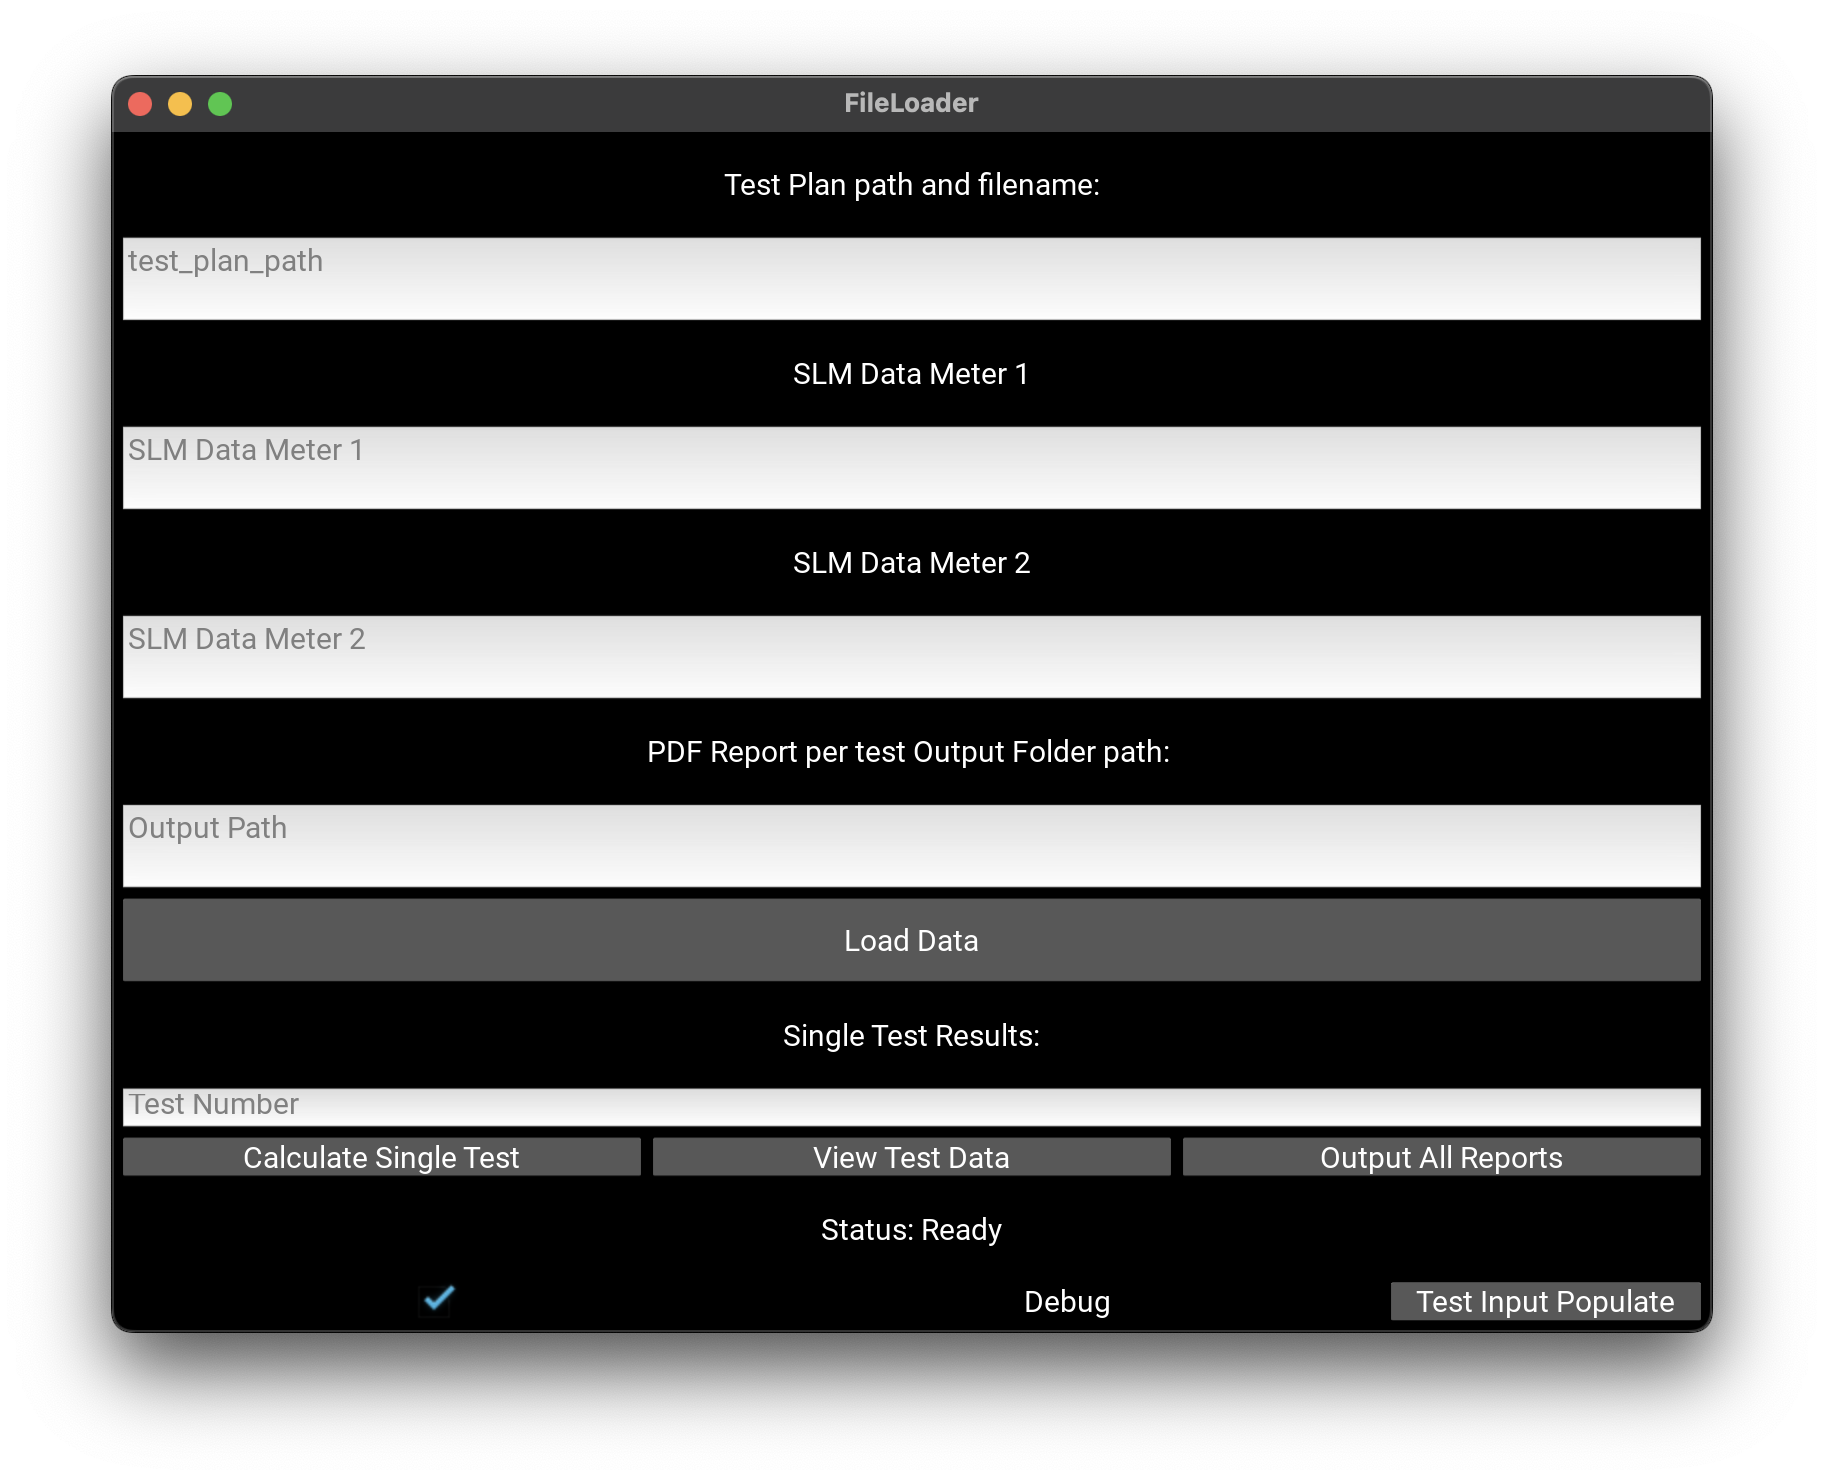 FileLoader
Test Plan path and filename:
test_plan_path
SLM Data Meter 1
SLM Data Meter 1
SLM Data Meter 2
SLM Data Meter 2
PDF Report per test Output Folder path:
Output Path
Load Data
Single Test Results:
Test Number
Calculate Single Test View Test Data Output All Reports
Status: Ready
Debug Test Input Populate